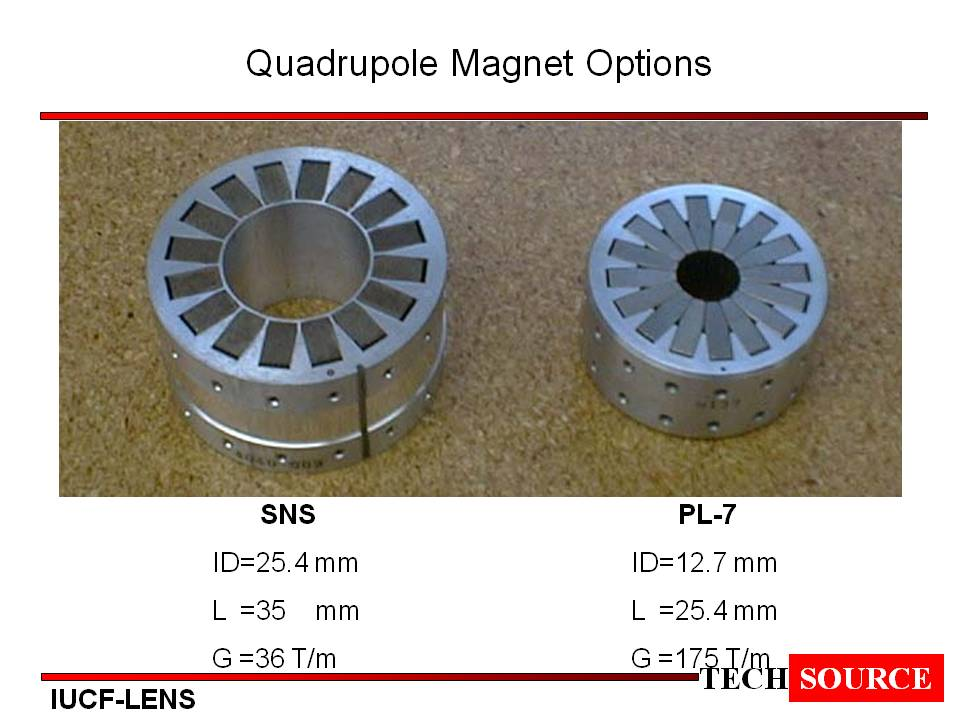 Quadrupole Magnet Options
SNS
ID=25.4 mm
L =35 mm
G =36 T/m
PL-7
ID=12.7 mm
L =25.4 mm
G =175 T/m
TECH SOURCE
IUCF-LENS